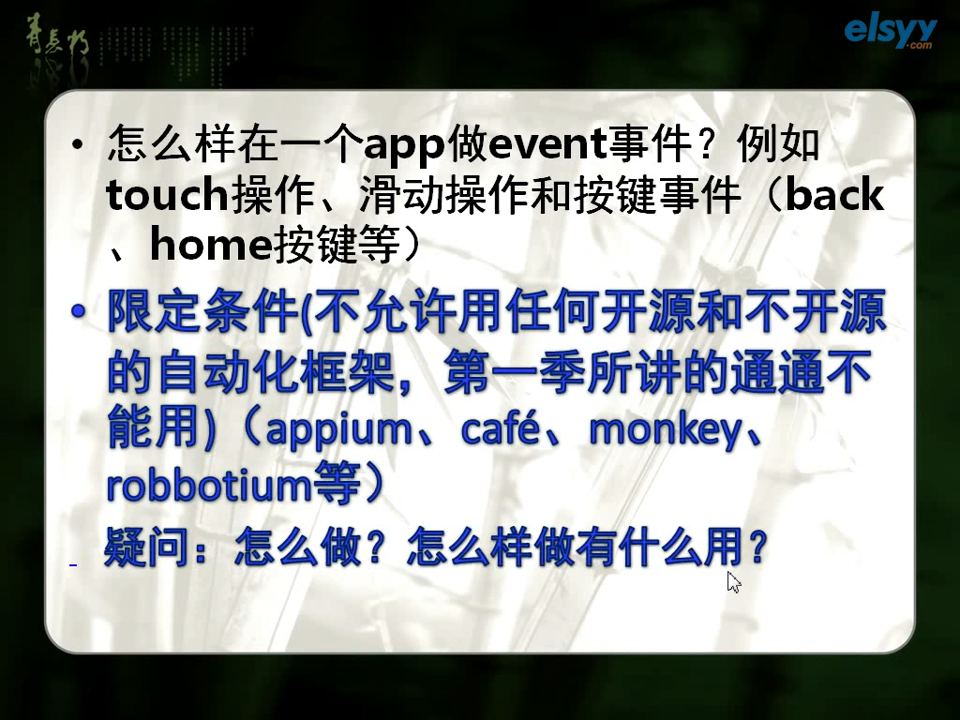 elsyy
.com
• 怎么样在一个app做event事件？例如
touch操作、滑动操作和按键事件（back
、home按键等）
• 限定条件(不允许用任何开源和不开源
的自动化框架，第一季所讲的通通不
能用)（appium、café、monkey、
robbotium等）
疑问：怎么做？怎么样做有什么用？